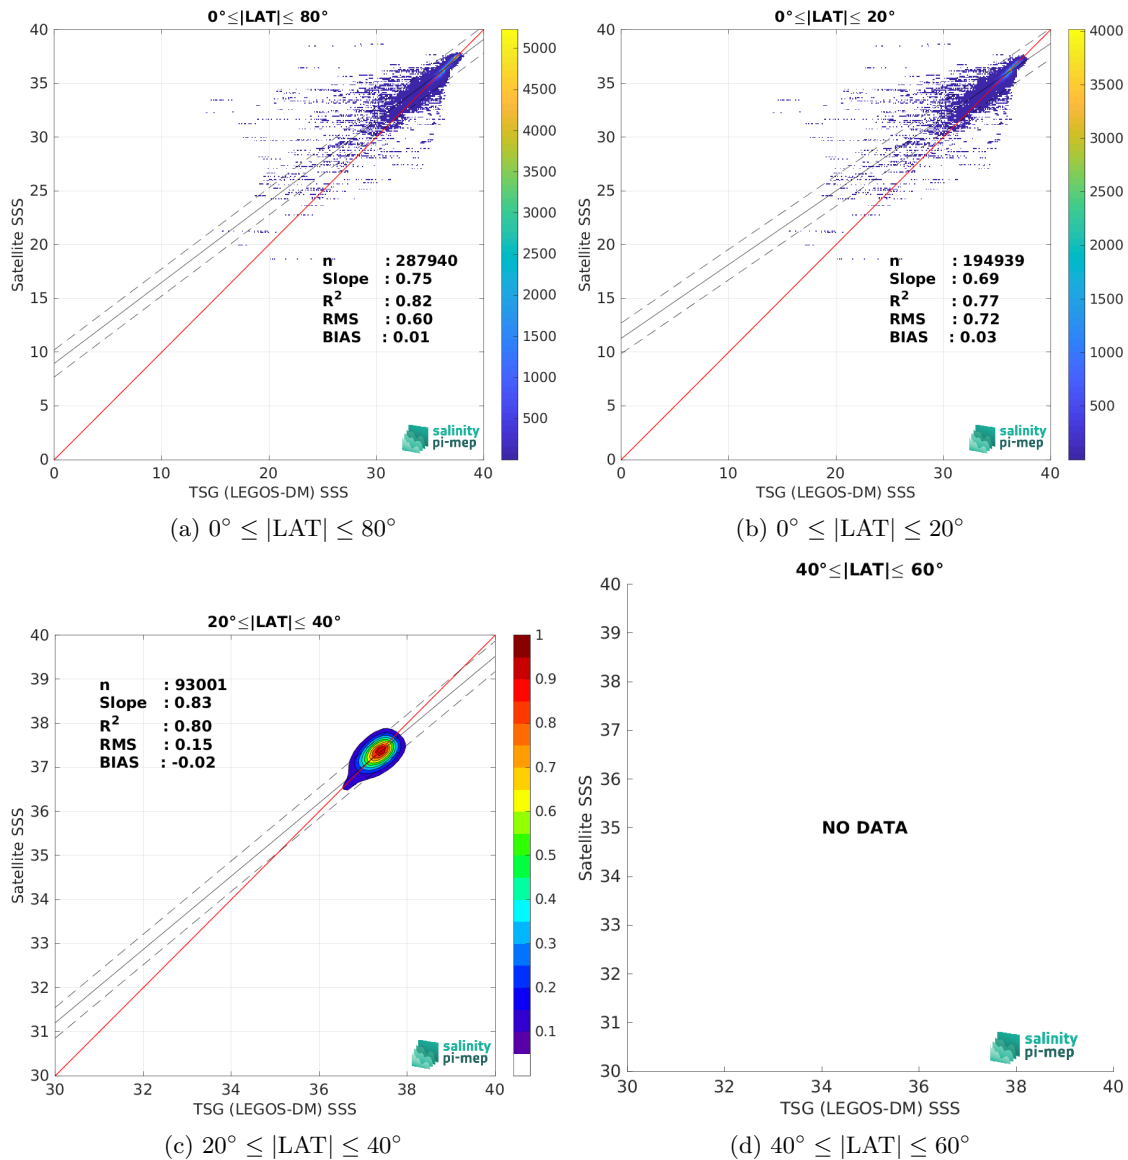 0°≤|LAT|≤ 80°
40
35
30
25
20
15
10
5
0
Satellite SSS
n : 287940
Slope : 0.75
R² : 0.82
RMS : 0.60
BIAS : 0.01
salinity
pi-mep
0 10 20 30 40
TSG (LEGOS-DM) SSS
5000
4500
4000
3500
3000
2500
2000
1500
1000
500
(a) 0° ≤ |LAT| ≤ 80°
0°≤|LAT|≤ 20°
40
35
30
25
20
15
10
5
0
Satellite SSS
n : 194939
Slope : 0.69
R² : 0.77
RMS : 0.72
BIAS : 0.03
salinity
pi-mep
0 10 20 30 40
TSG (LEGOS-DM) SSS
4000
3500
3000
2500
2000
1500
1000
500
(b) 0° ≤ |LAT| ≤ 20°
20°≤|LAT|≤ 40°
40
39
38
37
36
35
34
33
32
31
30
Satellite SSS
n : 93001
Slope : 0.83
R² : 0.80
RMS : 0.15
BIAS : -0.02
salinity
pi-mep
30 32 34 36 38 40
TSG (LEGOS-DM) SSS
1
0.9
0.8
0.7
0.6
0.5
0.4
0.3
0.2
0.1
(c) 20° ≤ |LAT| ≤ 40°
40°≤|LAT|≤ 60°
40
39
38
37
36
35
34
33
32
31
30
Satellite SSS
NO DATA
salinity
pi-mep
30 32 34 36 38 40
TSG (LEGOS-DM) SSS
(d) 40° ≤ |LAT| ≤ 60°